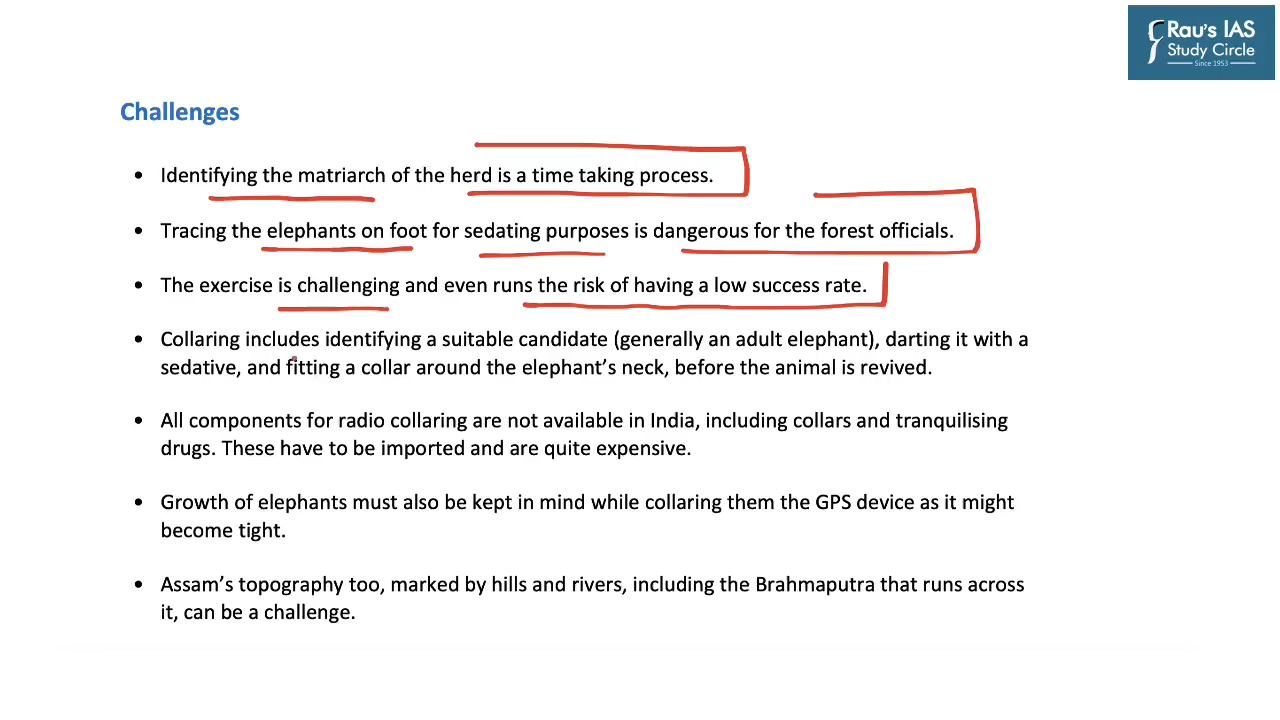 Rau's IAS
Study Circle
Since 1953
Challenges
• Identifying the matriarch of the herd is a time taking process.
• Tracing the elephants on foot for sedating purposes is dangerous for the forest officials.
• The exercise is challenging and even runs the risk of having a low success rate.
• Collaring includes identifying a suitable candidate (generally an adult elephant), darting it with a
sedative, and fitting a collar around the elephant’s neck, before the animal is revived.
• All components for radio collaring are not available in India, including collars and tranquilising
drugs. These have to be imported and are quite expensive.
• Growth of elephants must also be kept in mind while collaring them the GPS device as it might
become tight.
• Assam’s topography too, marked by hills and rivers, including the Brahmaputra that runs across
it, can be a challenge.